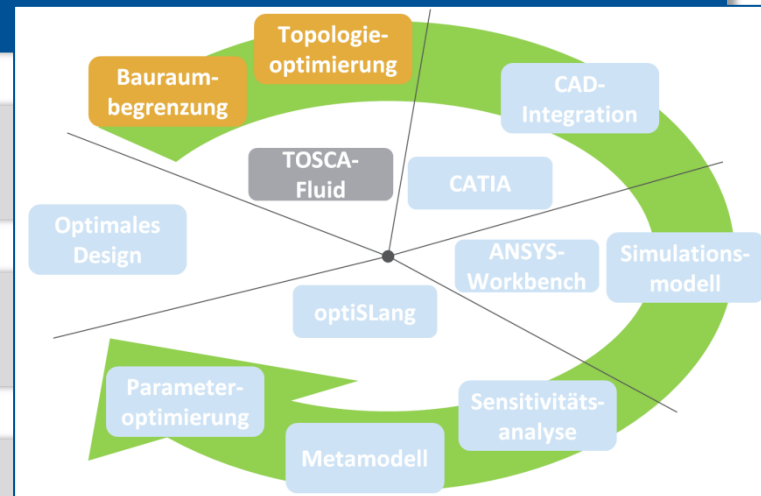 Topologie-
optimierung
Bauraum-
begrenzung
CAD-
Integration
TOSCA-
Fluid
CATIA
Optimales
Design
ANSYS-
Workbench
Simulations-
modell
optiSLang
Parameter-
optimierung
Sensitivitäts-
analyse
Metamodell